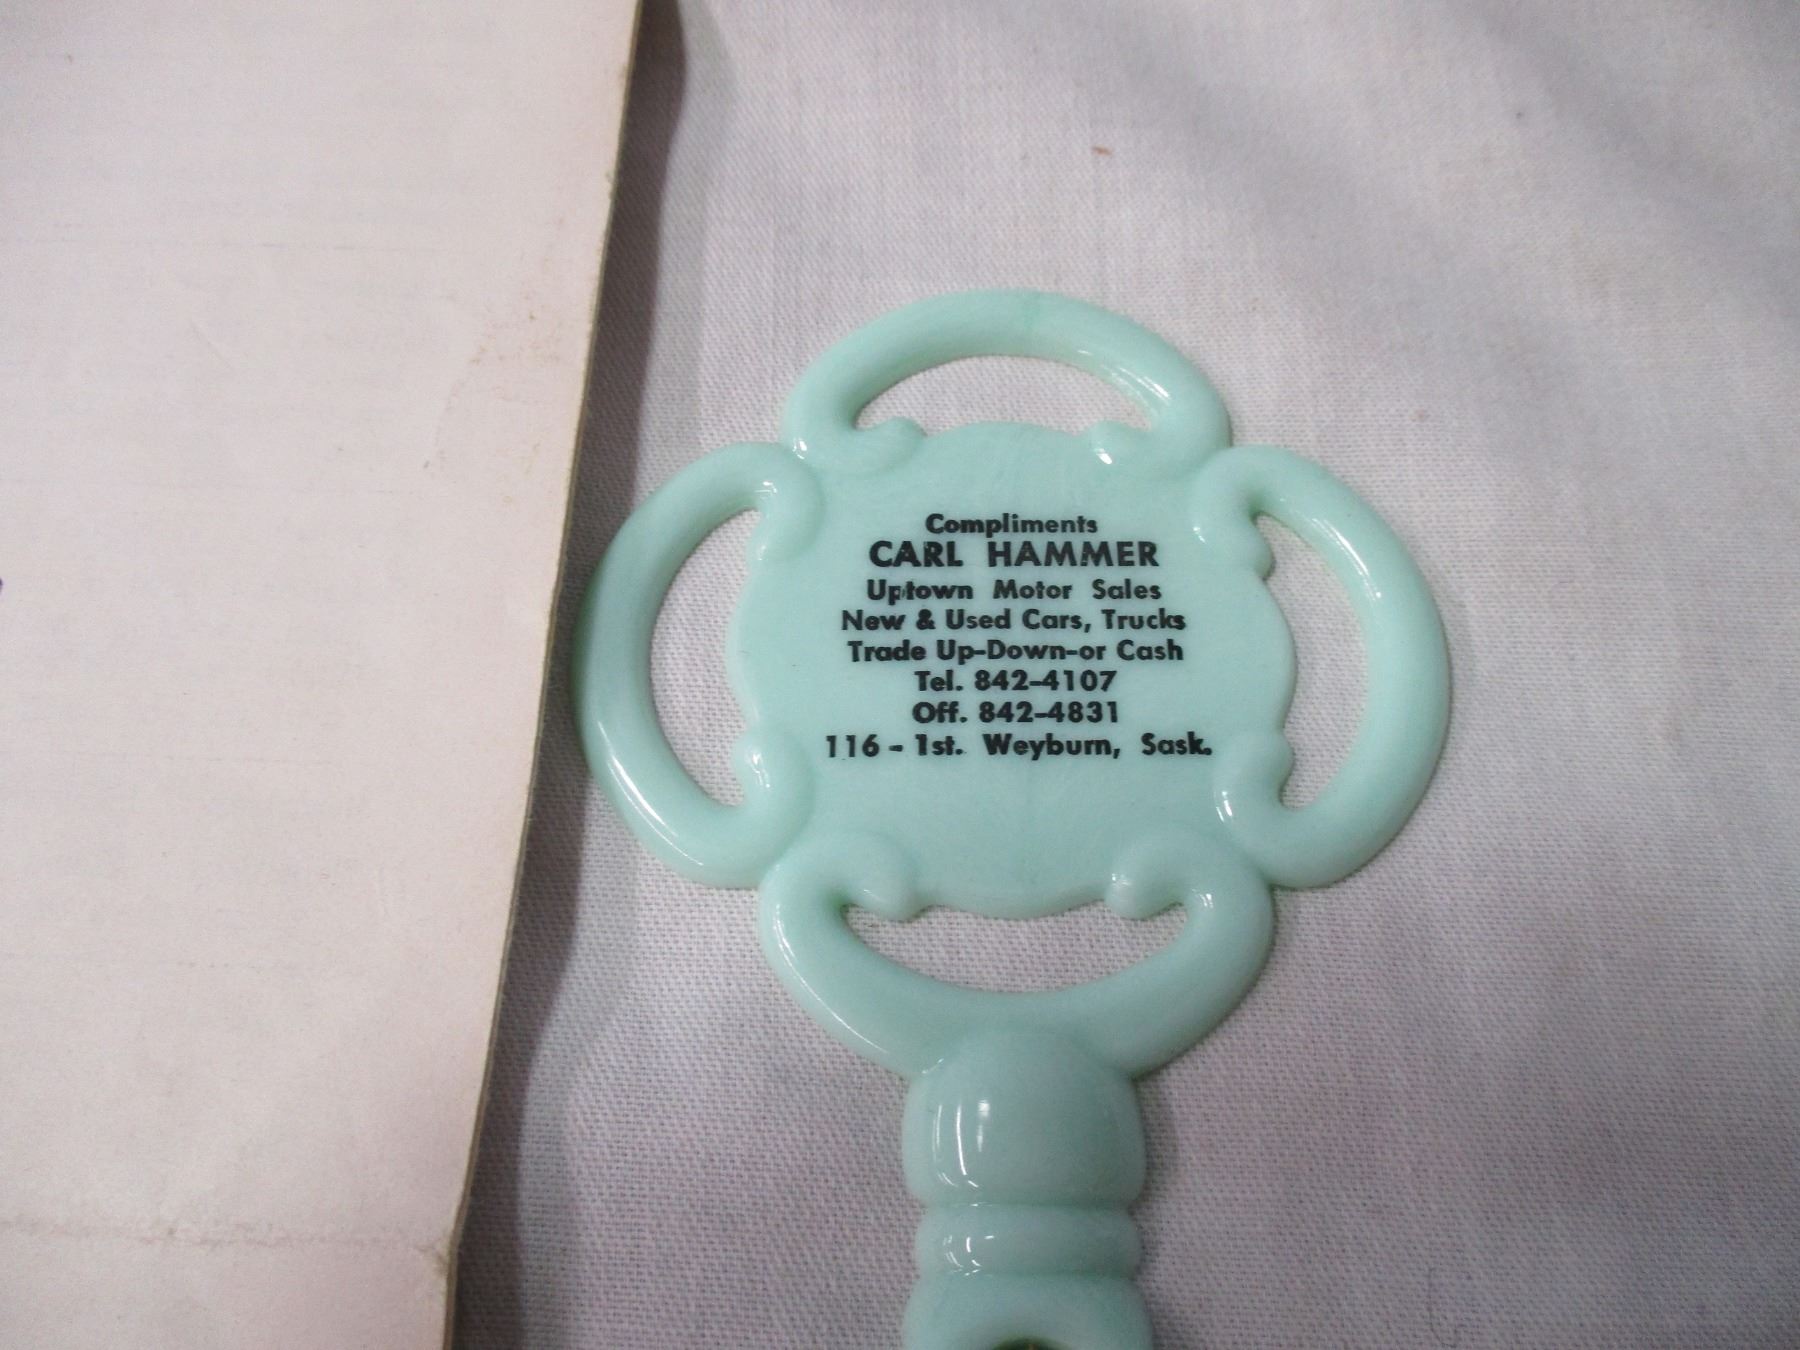 Compliments
CARL HAMMER
Uptown Motor Sales
New & Used Cars, Trucks
Trade Up-Down-or Cash
Tel. 842-4107
Off. 842-4831
116 - 1st. Weyburn, Sask.